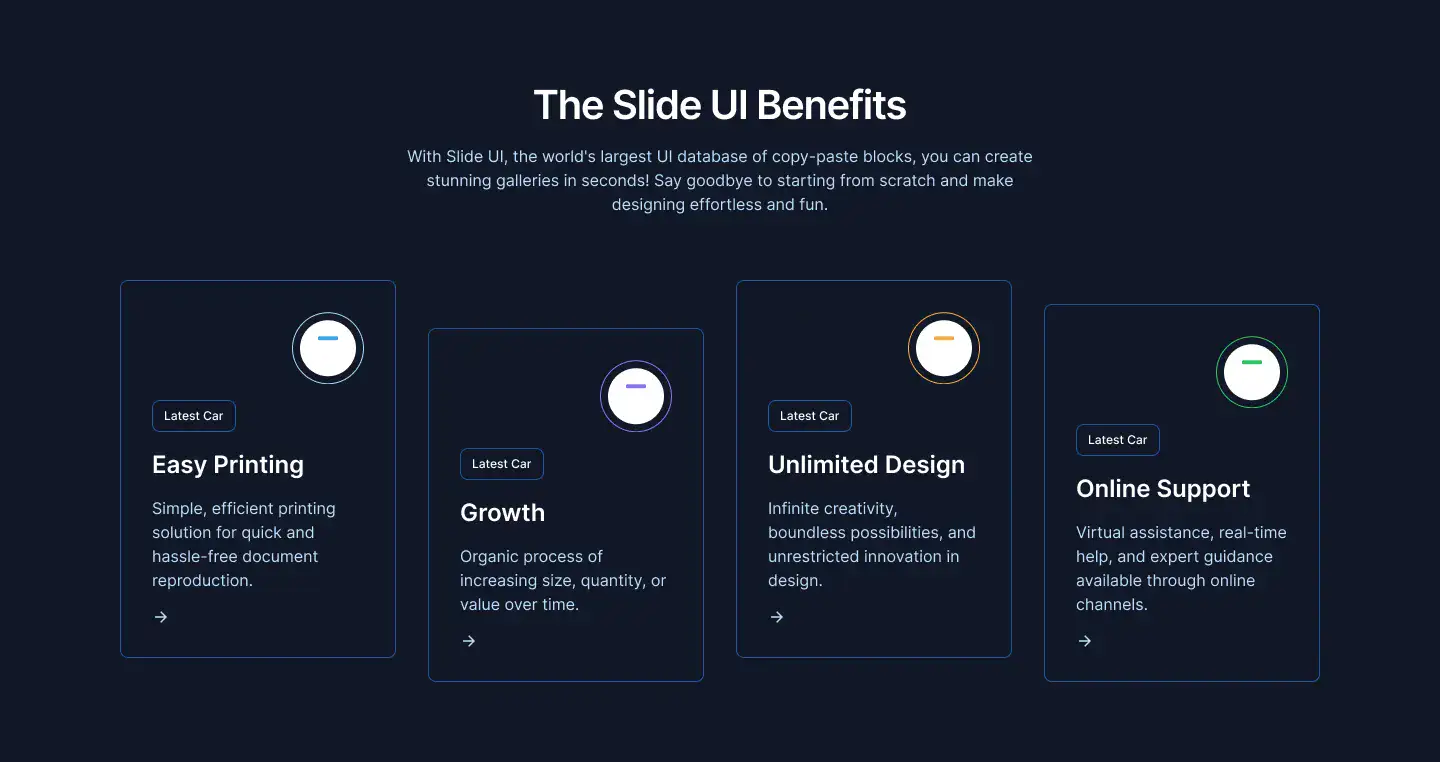 The Slide UI Benefits
With Slide UI, the world's largest UI database of copy-paste blocks, you can create
stunning galleries in seconds! Say goodbye to starting from scratch and make
designing effortless and fun.
Latest Car
Easy Printing
Simple, efficient printing
solution for quick and
hassle-free document
reproduction.
Latest Car
Growth
Organic process of
increasing size, quantity, or
value over time.
Latest Car
Unlimited Design
Infinite creativity,
boundless possibilities, and
unrestricted innovation in
design.
Latest Car
Online Support
Virtual assistance, real-time
help, and expert guidance
available through online
channels.